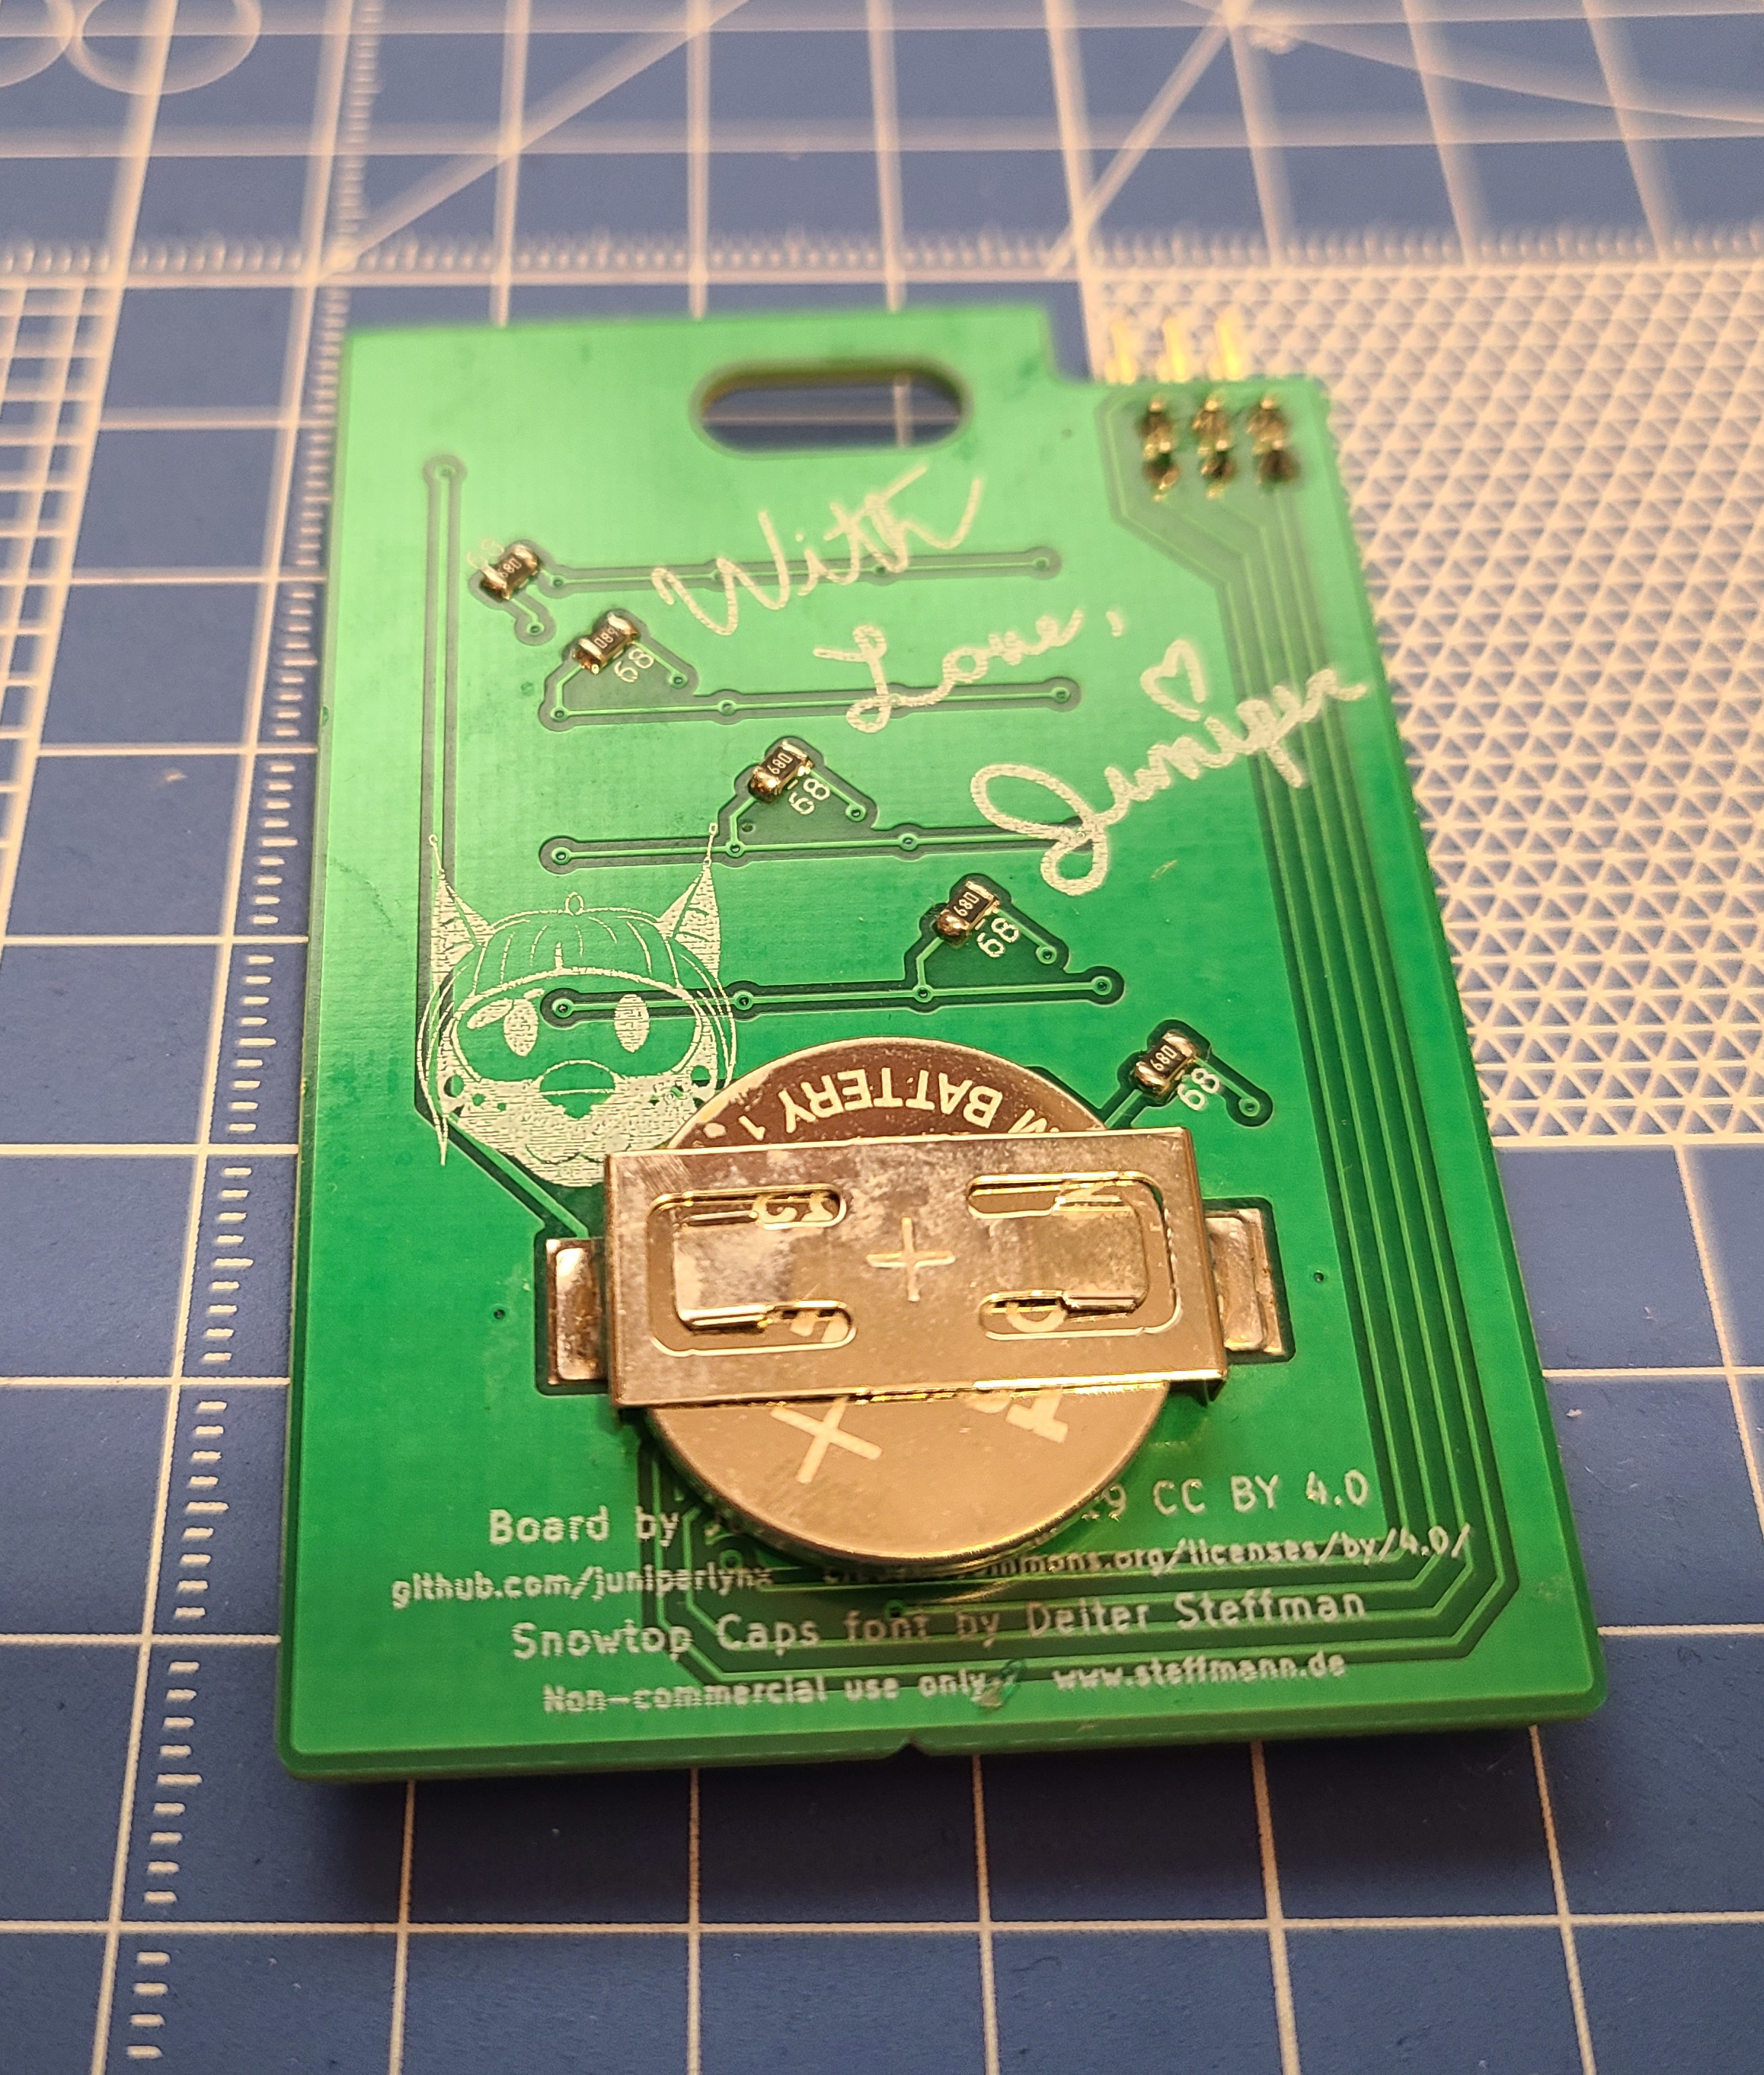 With
Love,
Juniper
68
680
680
68
680
68
680
68
680
68
M BATTERY 1.
+
Board by 9 CC BY 4.0
github.com/juniperlynx mmons.org/licenses/by/4.0/
Snowtop Caps font by Deiter Steffman
Non-commercial use only www.steffmann.de